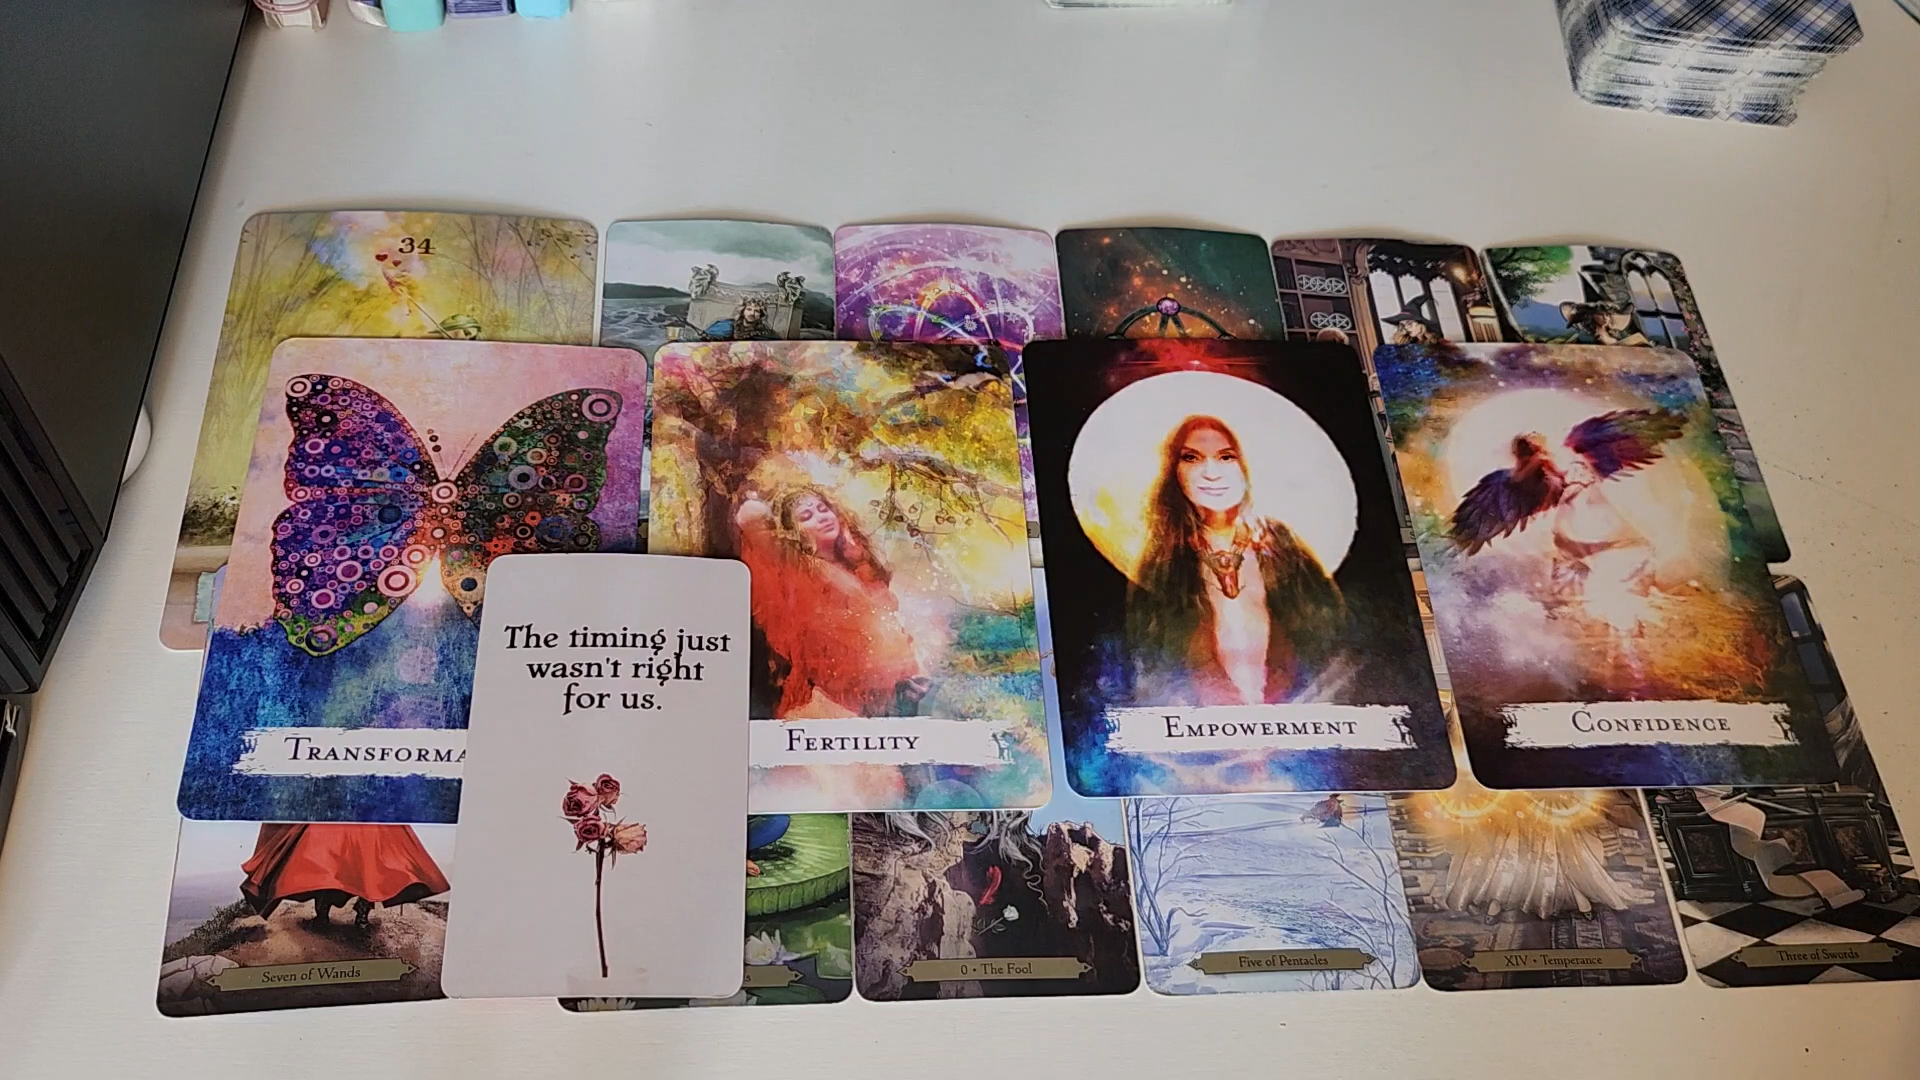 34
The timing just
wasn't right
for us.
TRANSFORMA
FERTILITY
EMPOWERMENT
CONFIDENCE
Seven of Wands
s
0 • The Fool
Five of Pentacles
XIV • Temperance
Three of Swords